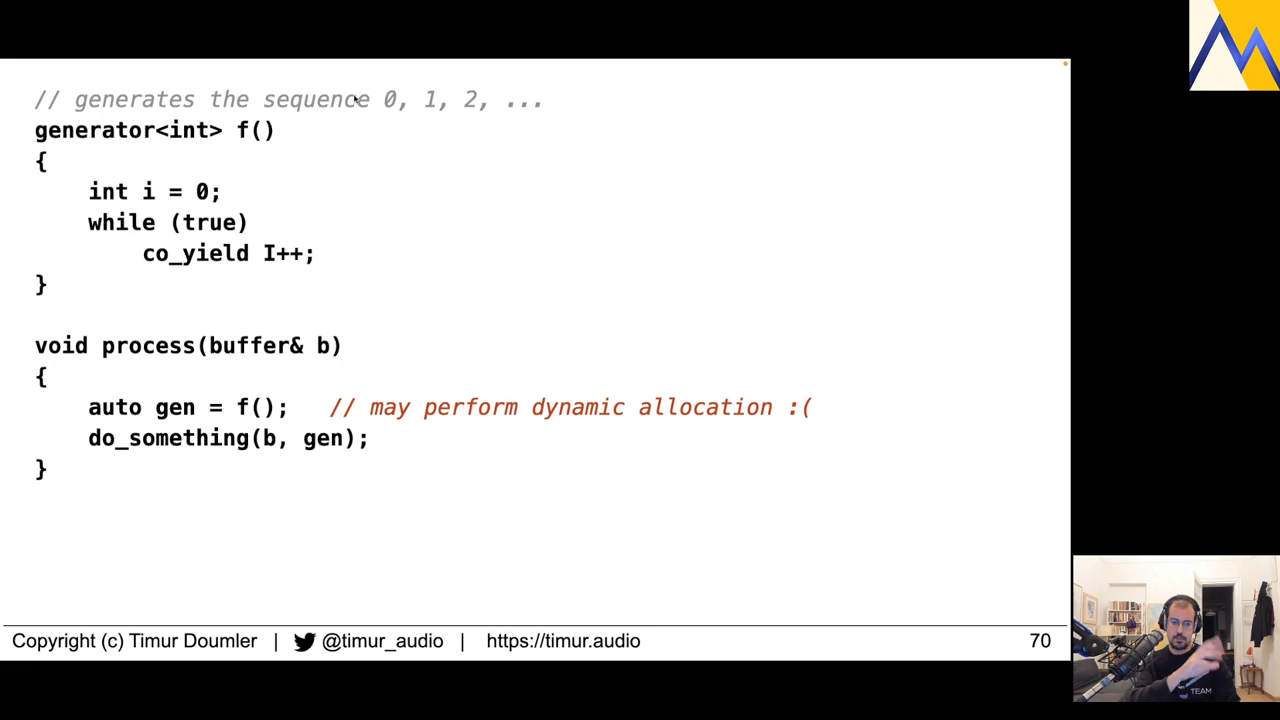 // generates the sequence 0, 1, 2, ...
generator<int> f()
{
    int i = 0;
    while (true)
        co_yield I++;
}
void process(buffer& b)
{
    auto gen = f();   // may perform dynamic allocation :(
    do_something(b, gen);
}
Copyright (c) Timur Doumler | @timur_audio | https://timur.audio 70
TEAM